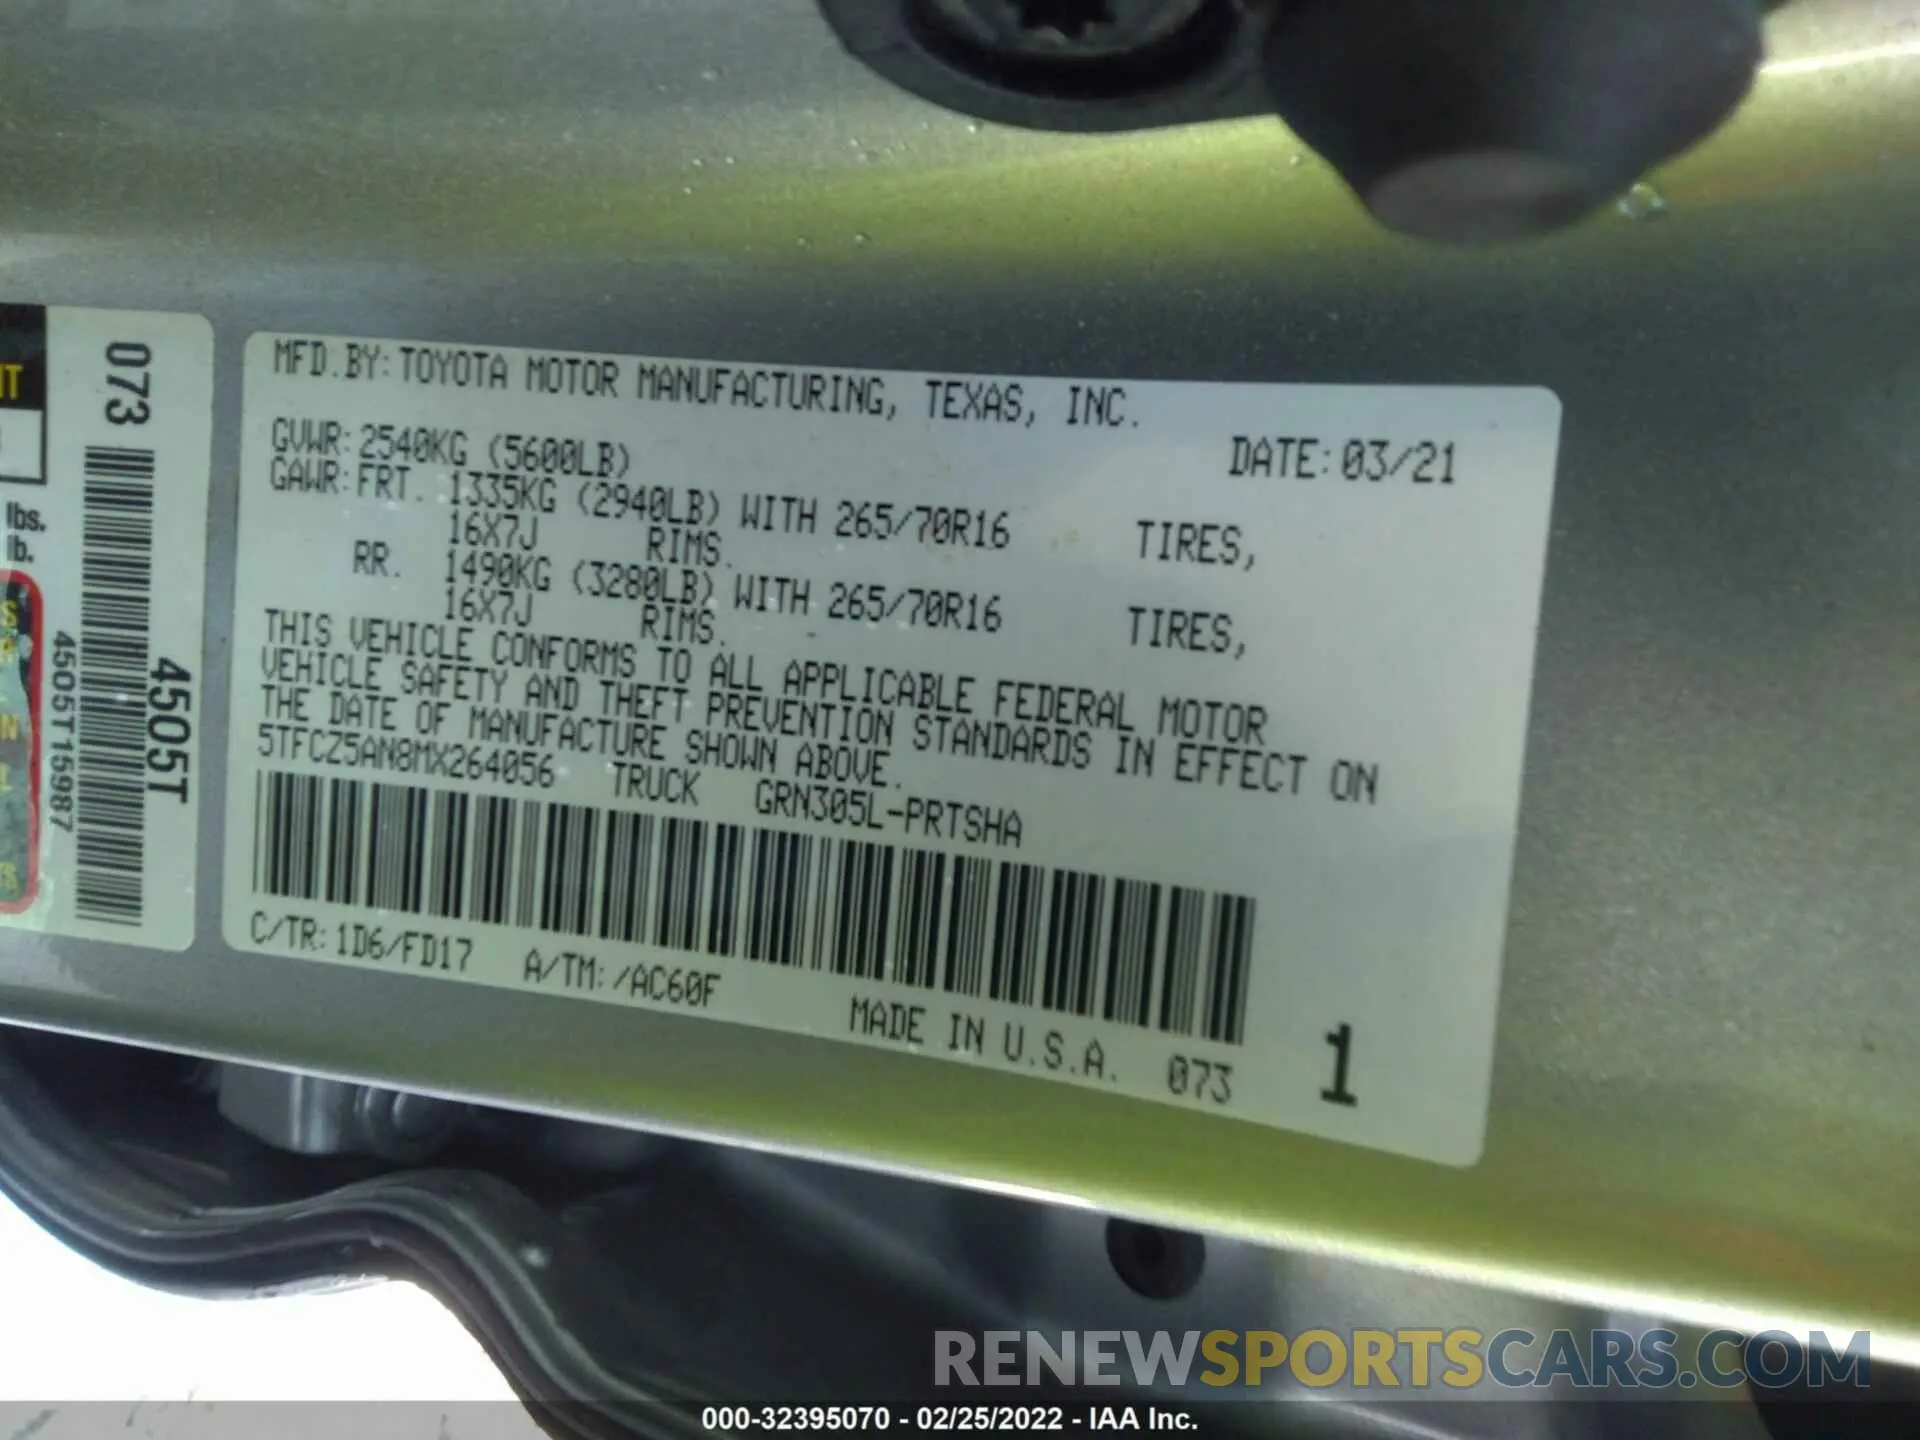 MFD.BY: TOYOTA MOTOR MANUFACTURING, TEXAS, INC.
GVWR: 2540KG (5600LB) DATE: 03/21
GAWR: FRT. 1335KG (2940LB) WITH 265/70R16 TIRES,
16X7J RIMS.
RR. 1490KG (3280LB) WITH 265/70R16 TIRES,
16X7J RIMS.
THIS VEHICLE CONFORMS TO ALL APPLICABLE FEDERAL MOTOR
VEHICLE SAFETY AND THEFT PREVENTION STANDARDS IN EFFECT ON
THE DATE OF MANUFACTURE SHOWN ABOVE.
5TFCZ5AN8MX264056 TRUCK GRN305L-PRTSHA
C/TR: 1D6/FD17 A/TM: /AC60F
MADE IN U.S.A. 073 1
073
4505T
4505T15987
lbs.
lb.
RENEWSPORTSCARS.COM
000-32395070 - 02/25/2022 - IAA Inc.